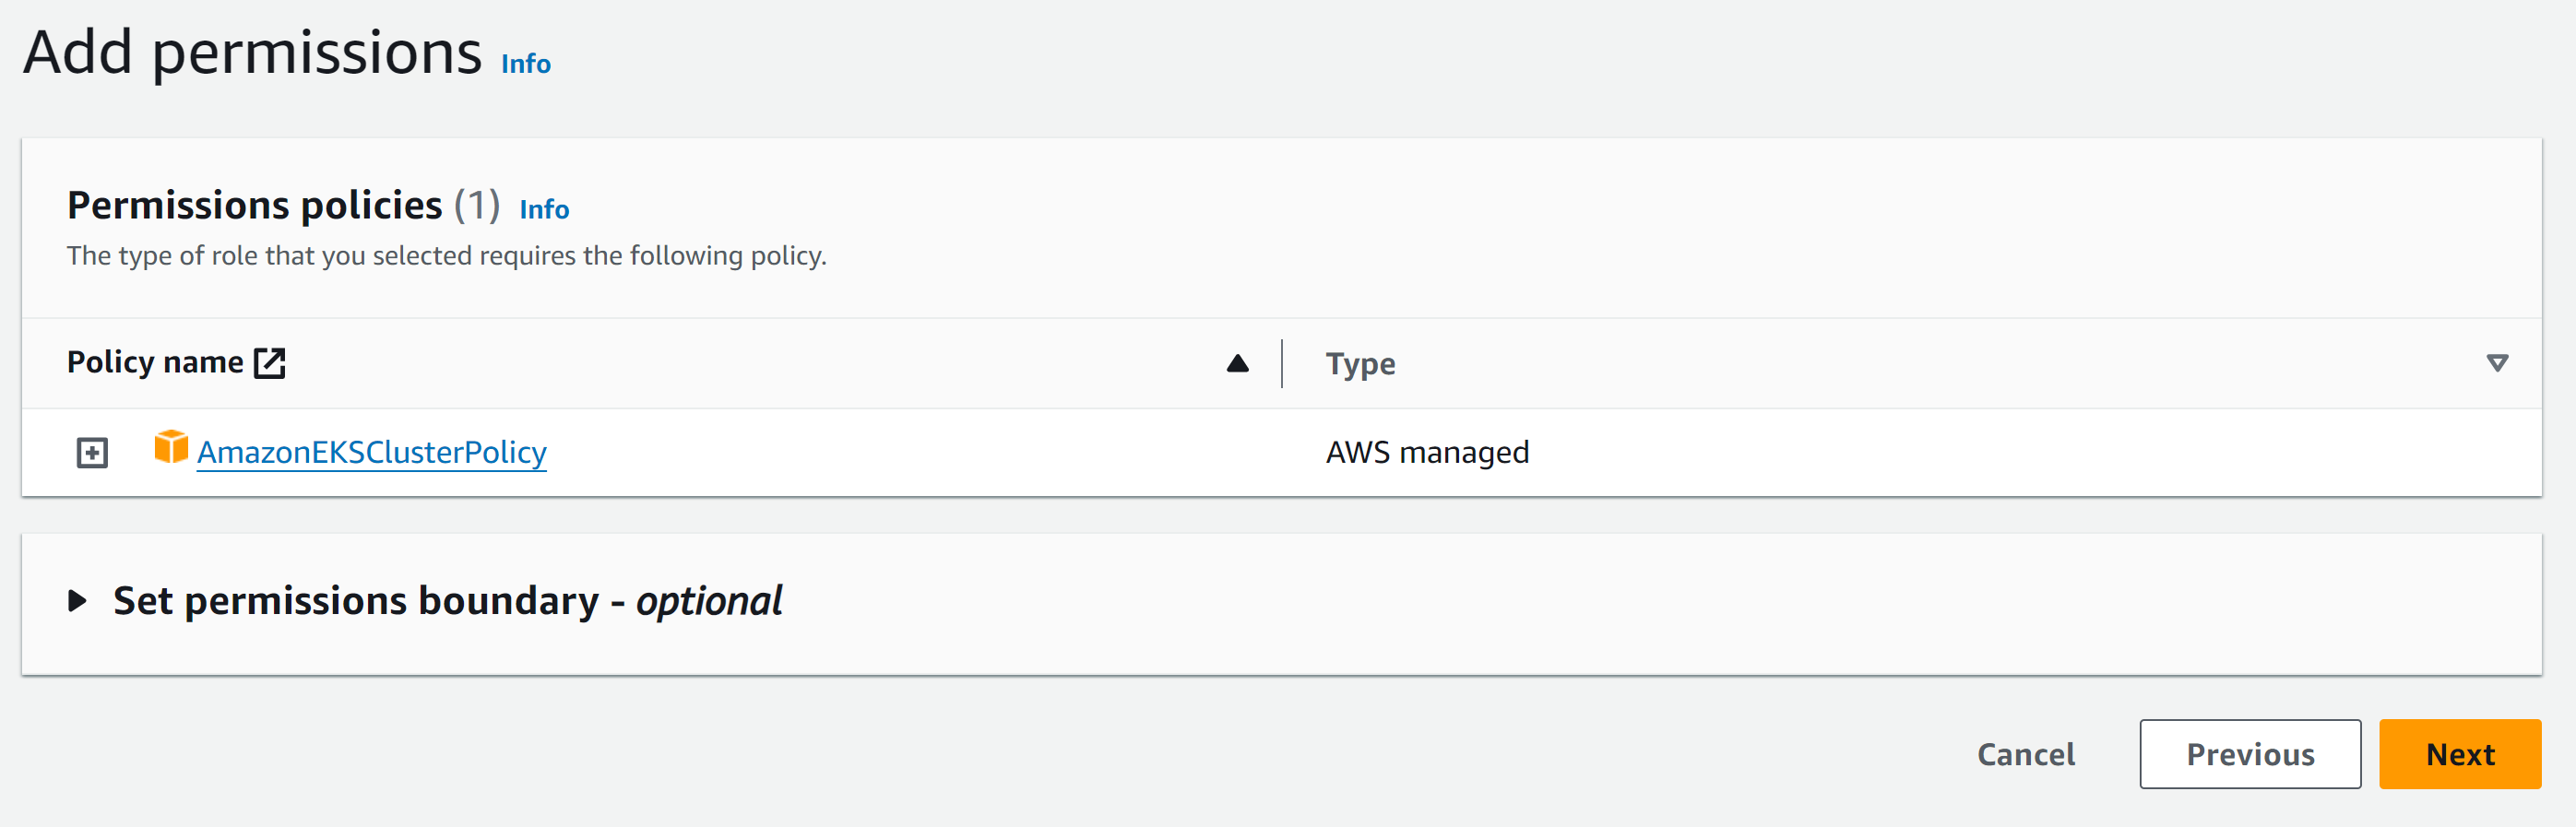 Add permissions Info
Permissions policies (1) Info
The type of role that you selected requires the following policy.
Policy name Type
AmazonEKSClusterPolicy AWS managed
Set permissions boundary - optional
Cancel Previous Next